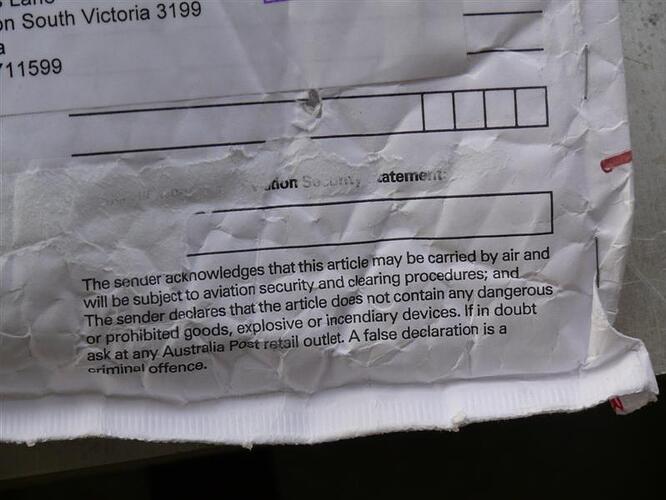 Lane
on South Victoria 3199
a
711599
Security
The sender acknowledges that this article may be carried by air and
will be subject to aviation security and clearing procedures; and
The sender declares that the article does not contain any dangerous
or prohibited goods, explosive or incendiary devices. If in doubt
ask at any Australia Post retail outlet. A false declaration is a
criminal offence.